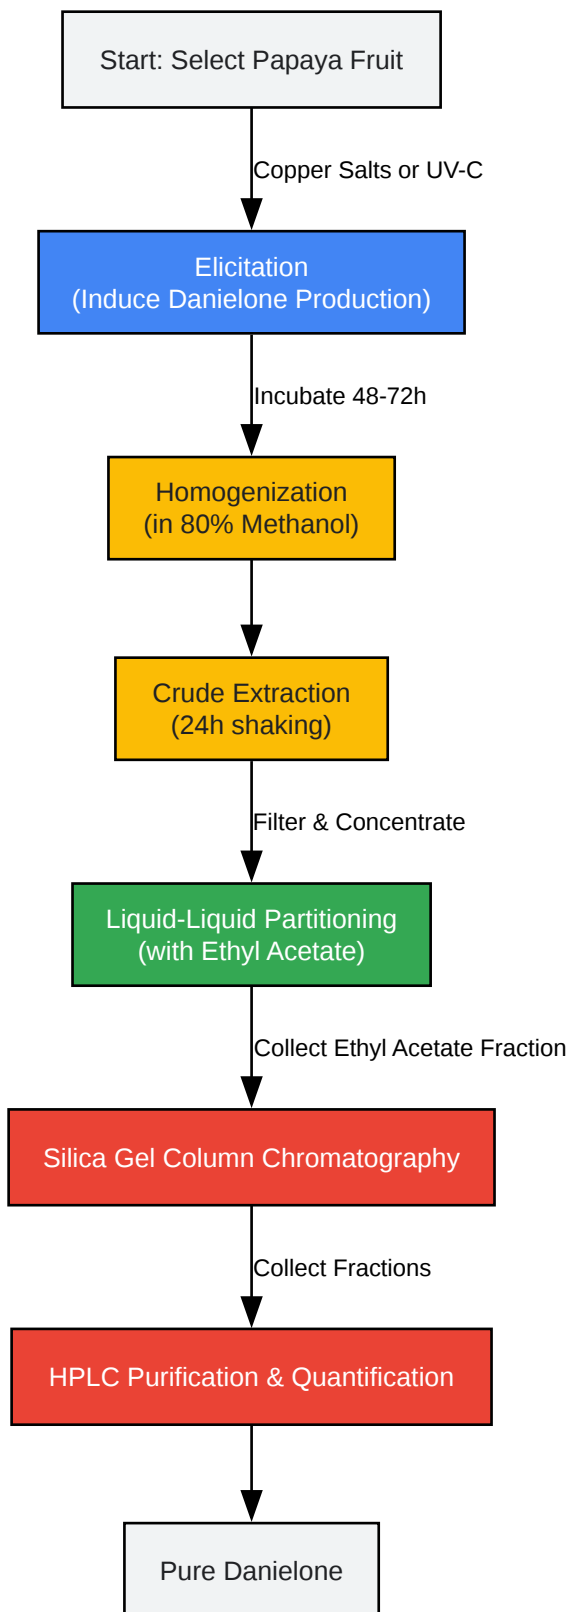 Start: Select Papaya Fruit
Copper Salts or UV-C
Elicitation
(Induce Danielone Production)
Incubate 48-72h
Homogenization
(in 80% Methanol)
Crude Extraction
(24h shaking)
Filter & Concentrate
Liquid-Liquid Partitioning
(with Ethyl Acetate)
Collect Ethyl Acetate Fraction
Silica Gel Column Chromatography
Collect Fractions
HPLC Purification & Quantification
Pure Danielone